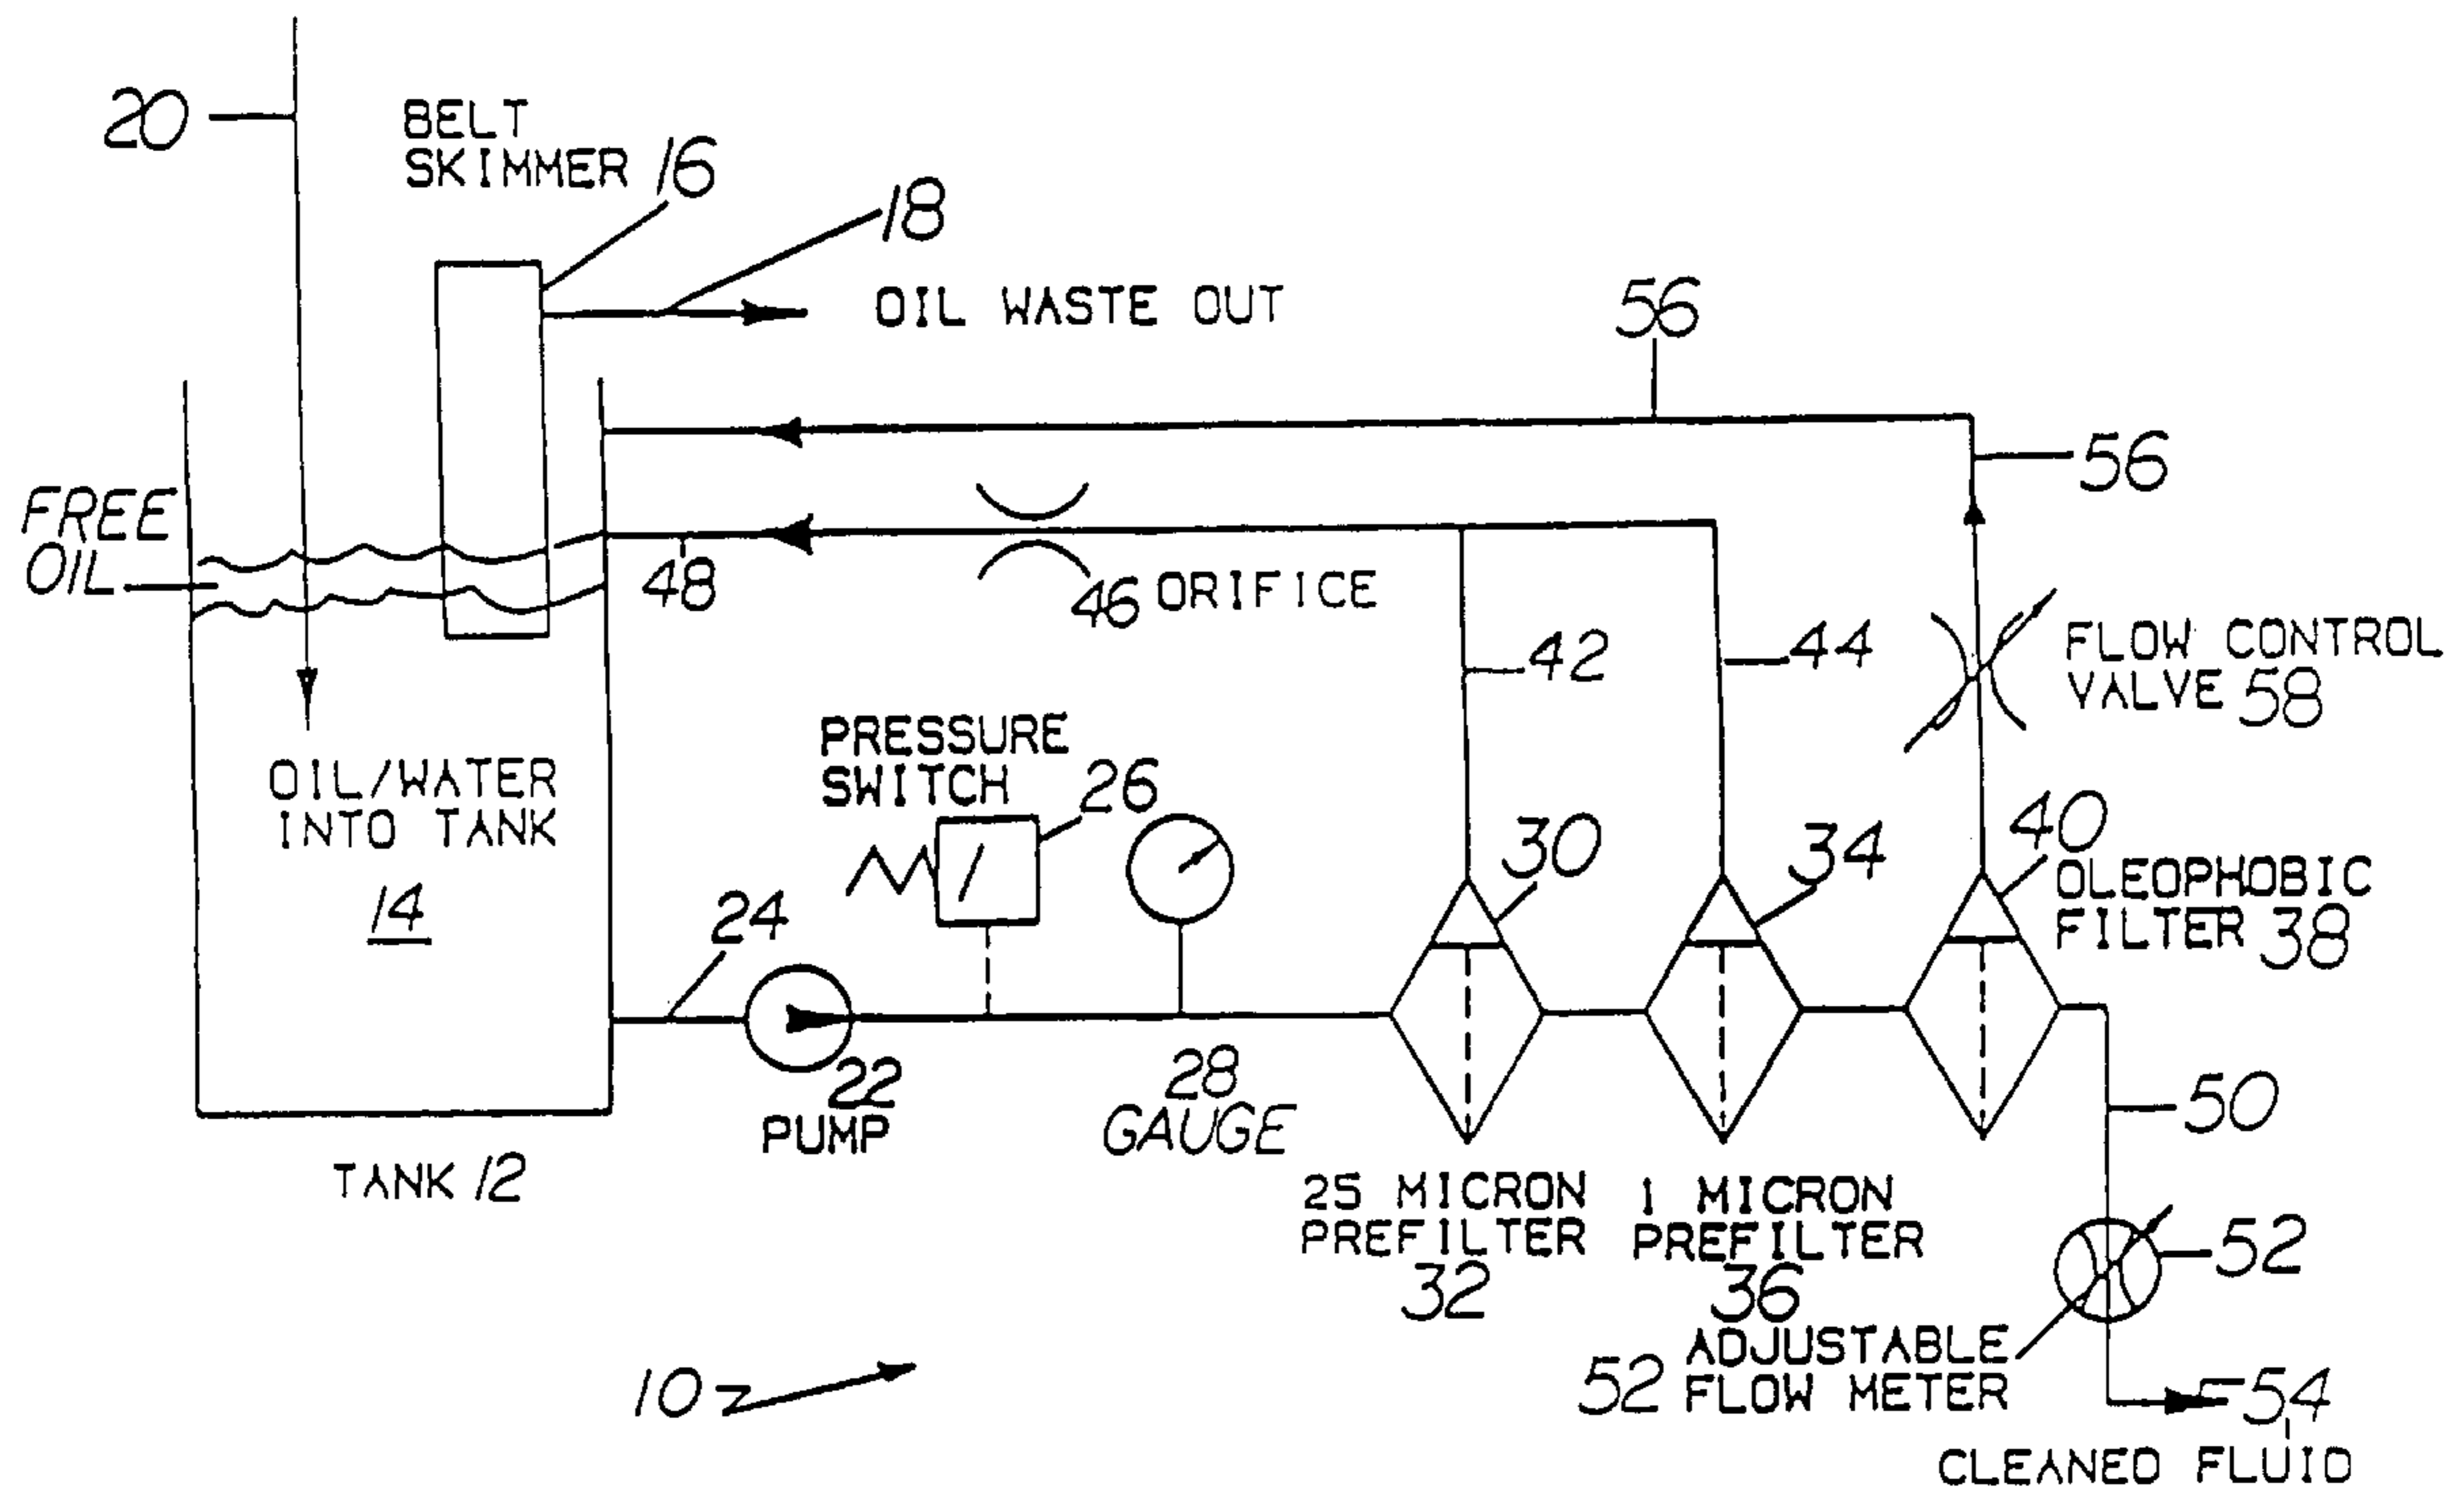 20
BELT
SKIMMER 16
18
OIL WASTE OUT
56
56
FREE
OIL
48
46 ORIFICE
42
44
FLOW CONTROL
VALVE 58
OIL/WATER
INTO TANK
14
PRESSURE
SWITCH 26
24
30
34
40
OLEOPHOBIC
FILTER 38
22
PUMP
28
GAUGE
50
TANK 12
25 MICRON
PREFILTER
32
1 MICRON
PREFILTER
36
52
ADJUSTABLE
52 FLOW METER
10
54
CLEANED FLUID